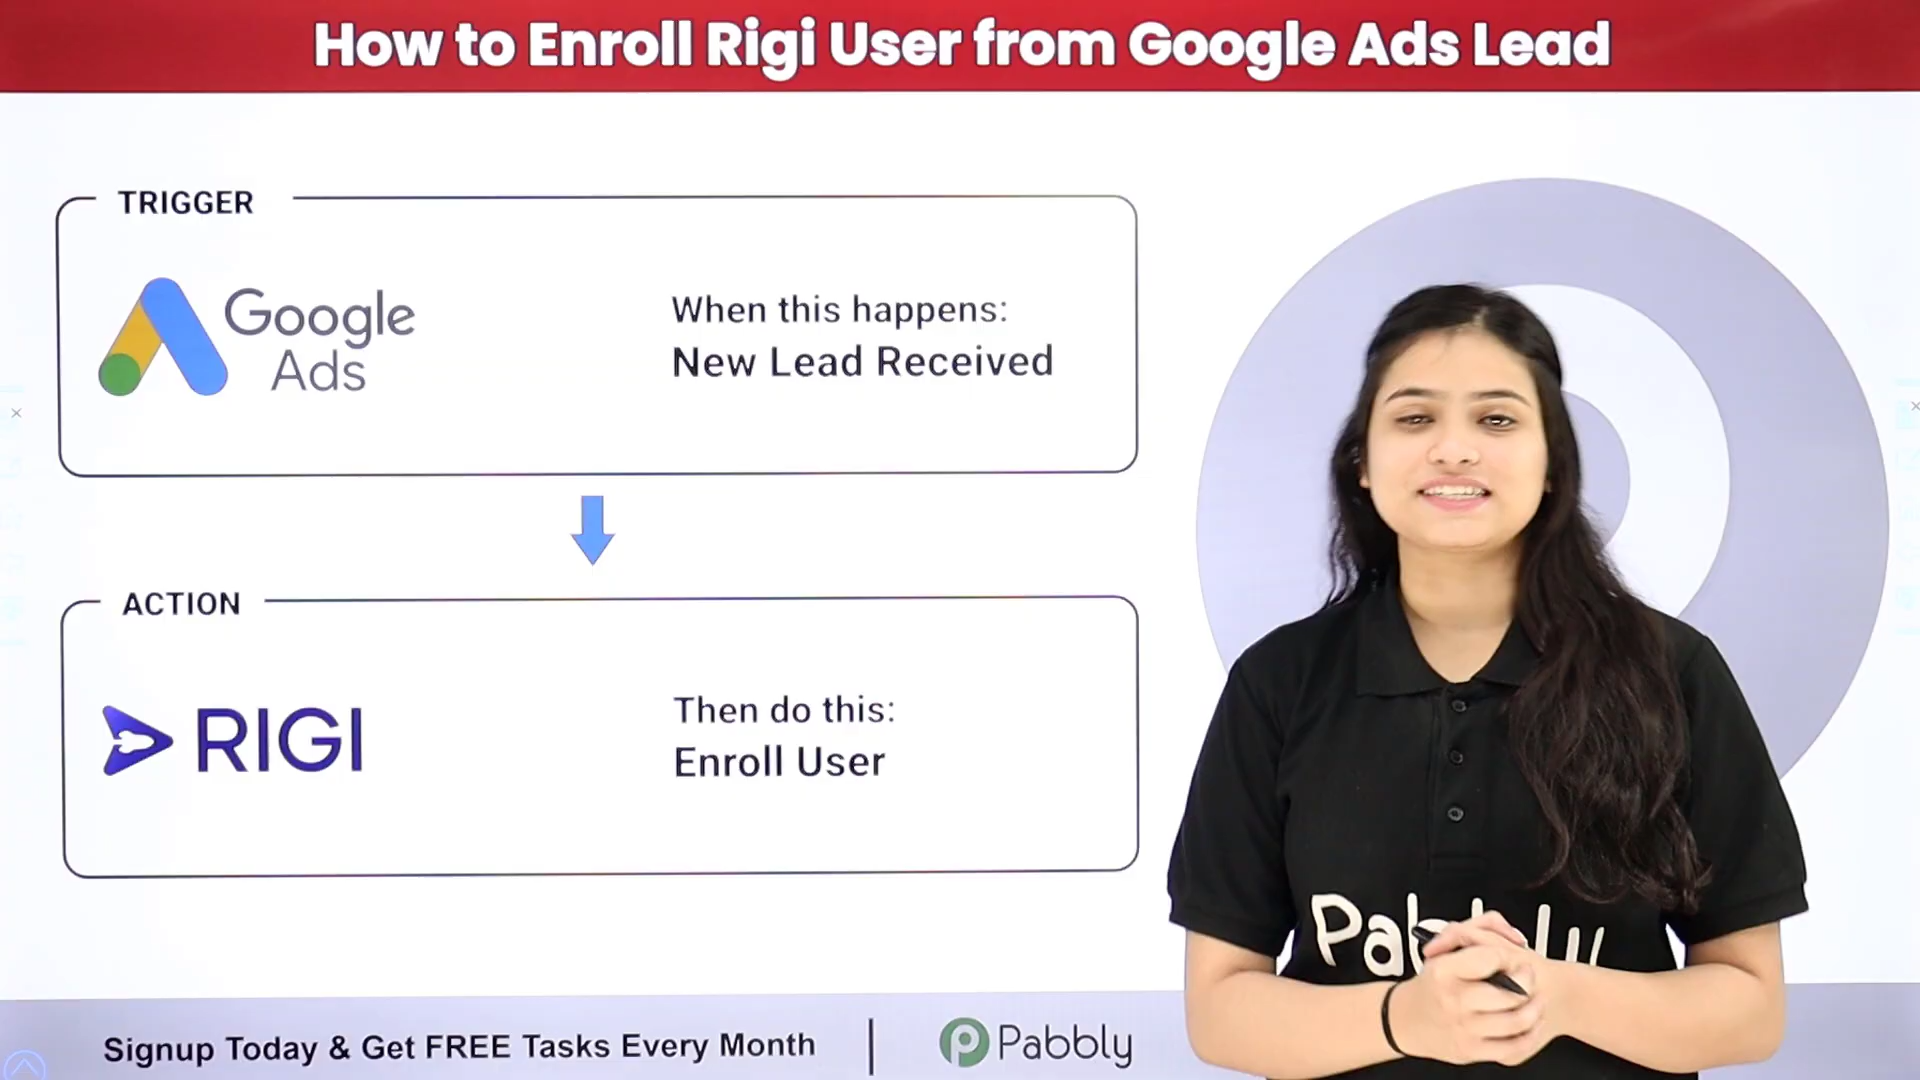 How to Enroll Rigi User from Google Ads Lead
TRIGGER
Google
Ads
When this happens:
New Lead Received
ACTION
RIGI
Then do this:
Enroll User
Pabbly
Signup Today & Get FREE Tasks Every Month
Pabbly